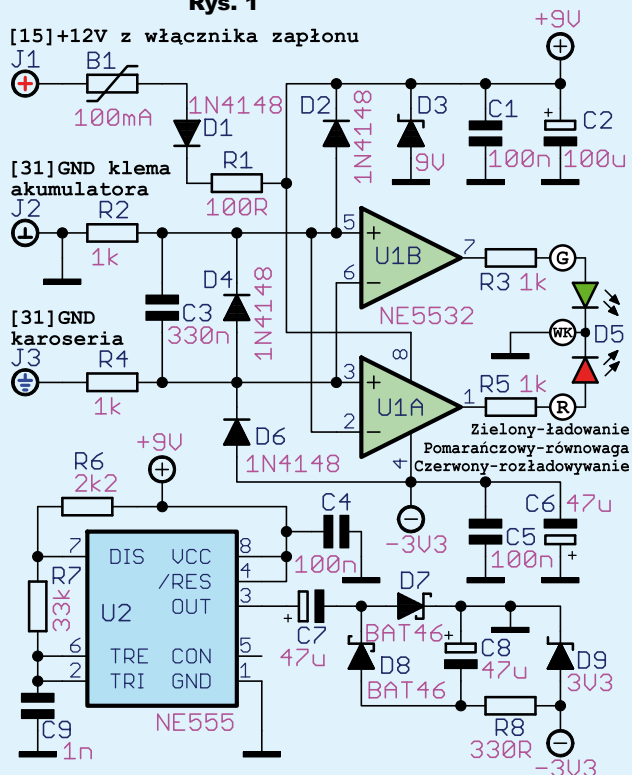 Rys. 1
[15]+12V z włącznika zapłonu
+9V
J1
B1
100mA
1N4148
D1
D2
1N4148
D3
9V
C1
100n
+
C2
100u
R1
100R
[31]GND klema
akumulatora
J2
R2
1k
5
+
6
−
U1B
7
NE5532
R3 1k
G
D4
1N4148
C3
330n
WK
D5
[31]GND
karoseria
J3
R4
1k
3
+
2
−
U1A
8
1
4
R5 1k
R
Zielony-ładowanie
Pomarańczowy-równowaga
Czerwony-rozładowywanie
D6
1N4148
+9V
R6
2k2
-3V3
C4
100n
C5
100n
C6
47u
+
7
DIS
VCC
8
/RES
4
OUT
3
R7
33k
U2
6
TRE
CON
5
2
TRI
GND
1
NE555
C9
1n
+
C7
47u
D7
BAT46
D8
BAT46
+
C8
47u
D9
3V3
R8
330R
-3V3